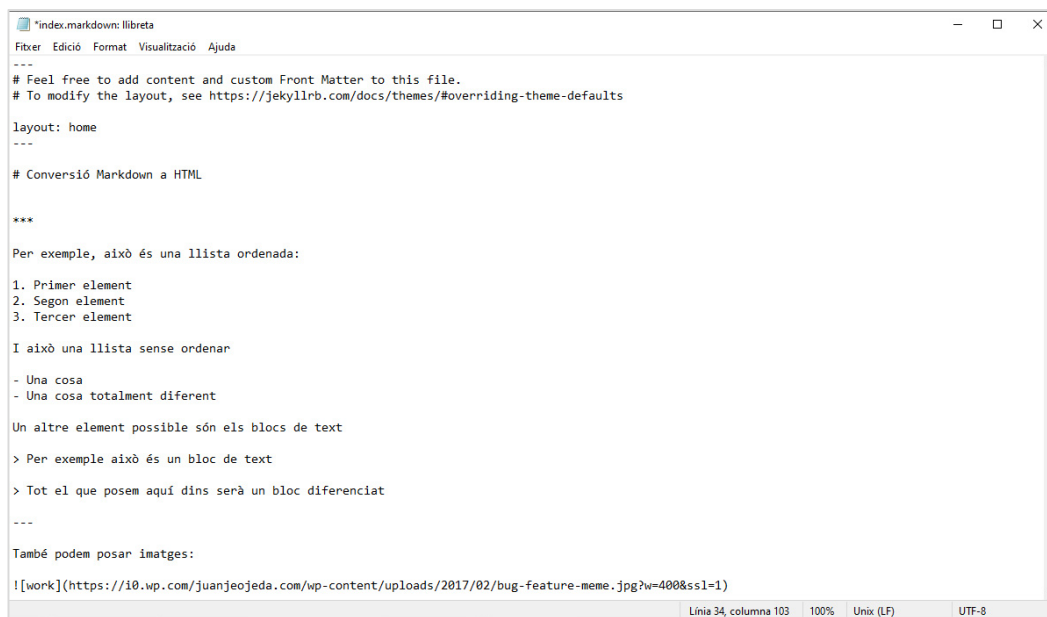 *index.markdown: llibreta
Fitxer Edició Format Visualització Ajuda
---
# Feel free to add content and custom Front Matter to this file.
# To modify the layout, see https://jekyllrb.com/docs/themes/#overriding-theme-defaults
layout: home
---
# Conversió Markdown a HTML
***
Per exemple, això és una llista ordenada:
1. Primer element
2. Segon element
3. Tercer element
I això una llista sense ordenar
- Una cosa
- Una cosa totalment diferent
Un altre element possible són els blocs de text
> Per exemple això és un bloc de text
> Tot el que posem aquí dins serà un bloc diferenciat
---
També podem posar imatges:
![work](https://i0.wp.com/juanjeojeda.com/wp-content/uploads/2017/02/bug-feature-meme.jpg?w=400&ssl=1)
Línia 34, columna 103 100% Unix (LF) UTF-8